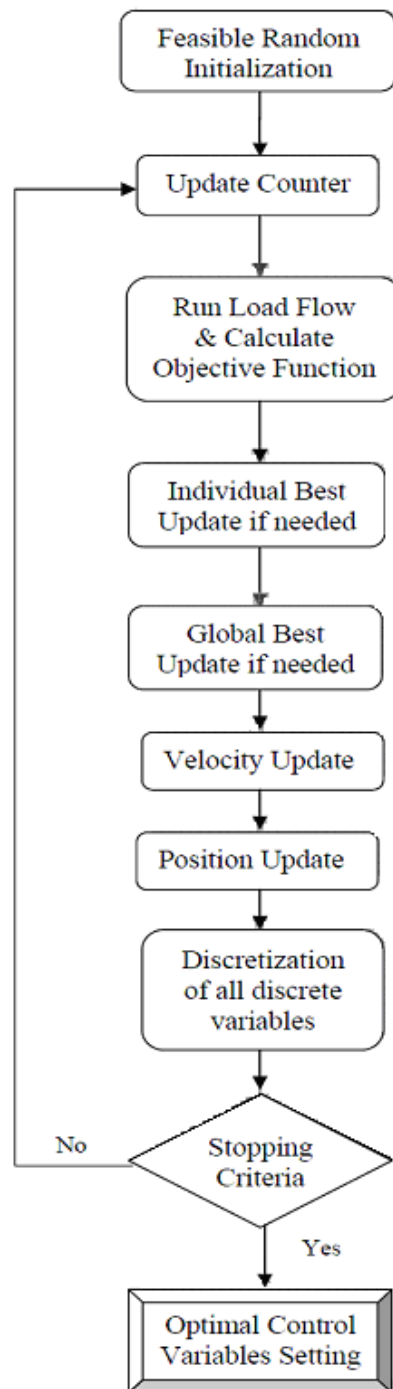 Feasible Random
Initialization
Update Counter
Run Load Flow
& Calculate
Objective Function
Individual Best
Update if needed
Global Best
Update if needed
Velocity Update
Position Update
Discretization
of all discrete
variables
No
Stopping
Criteria
Yes
Optimal Control
Variables Setting